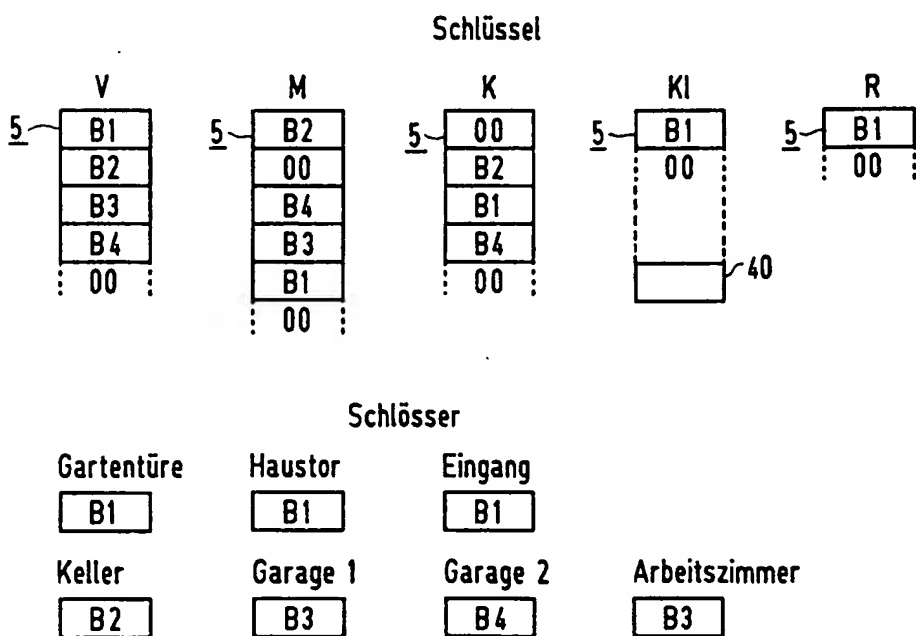 Schlüssel
V M K Kl R
5 B1 5 B2 5 00 5 B1 5 B1
B2 00 B2 00 00
B3 B4 B1
B4 B3 B4 40
00 B1 00
00
Schlösser
Gartentüre Haustor Eingang
B1 B1 B1
Keller Garage 1 Garage 2 Arbeitszimmer
B2 B3 B4 B3